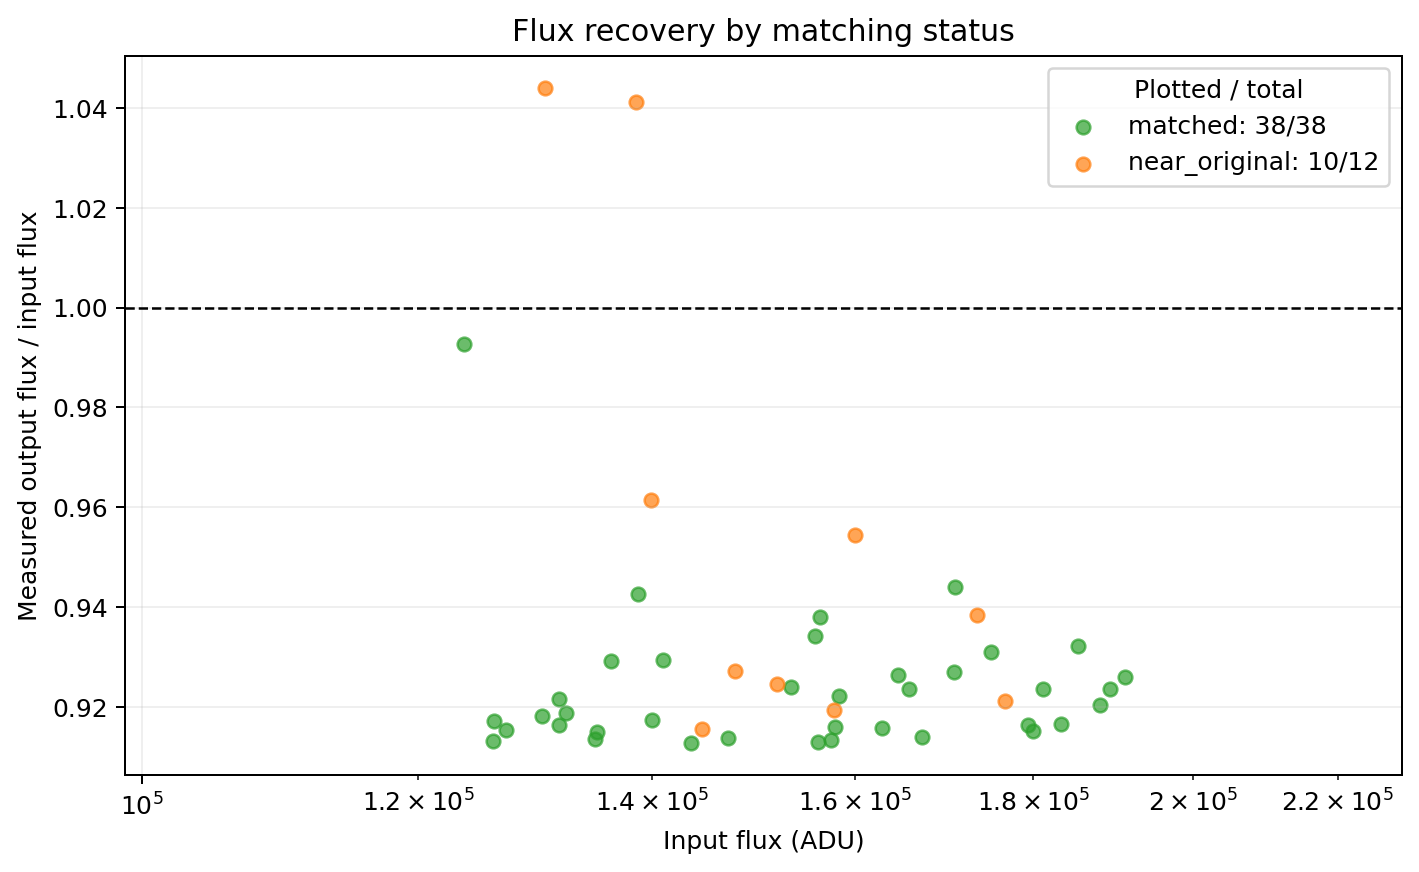 Flux recovery by matching status
Measured output flux / input flux
1.04
1.02
1.00
0.98
0.96
0.94
0.92
Plotted / total
matched: 38/38
near_original: 10/12
10⁵
1.2 × 10⁵
1.4 × 10⁵
1.6 × 10⁵
1.8 × 10⁵
2 × 10⁵
2.2 × 10⁵
Input flux (ADU)